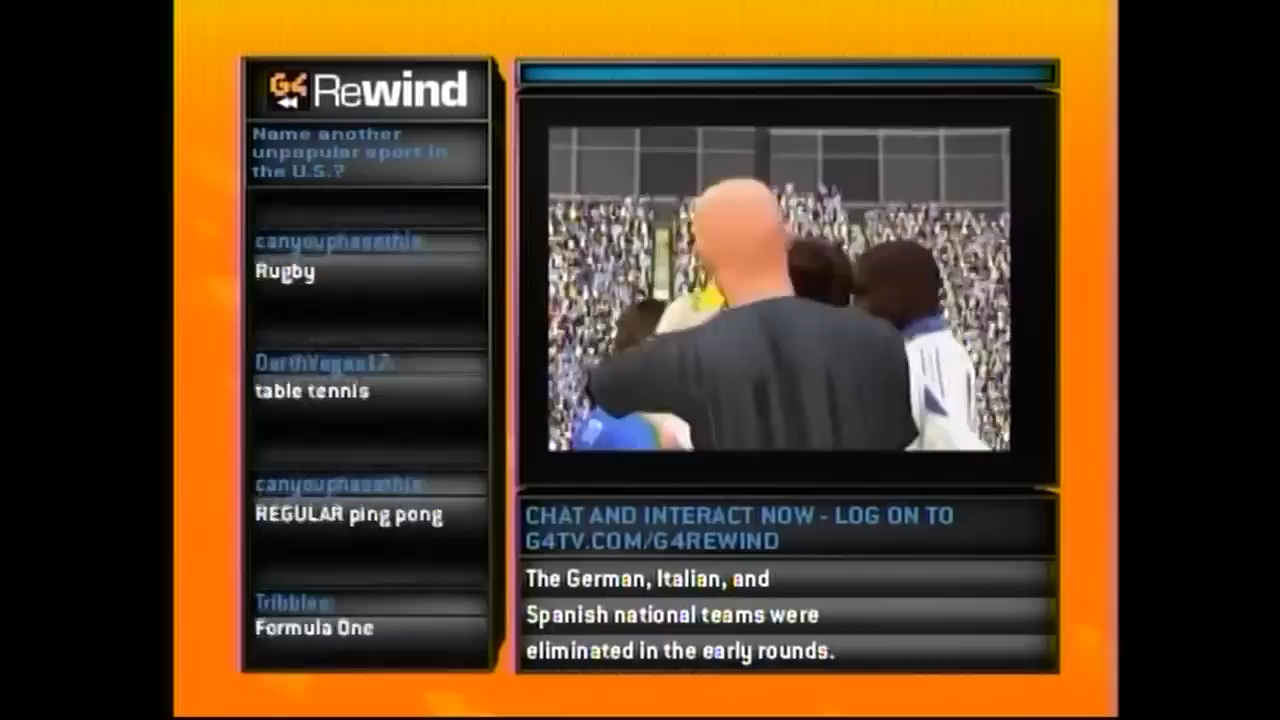 G4 Rewind
Name another
unpopular sport in
the U.S.?
Rugby
table tennis
REGULAR ping pong
Tribbles:
Formula One
CHAT AND INTERACT NOW - LOG ON TO
G4TV.COM/G4REWIND
The German, Italian, and
Spanish national teams were
eliminated in the early rounds.